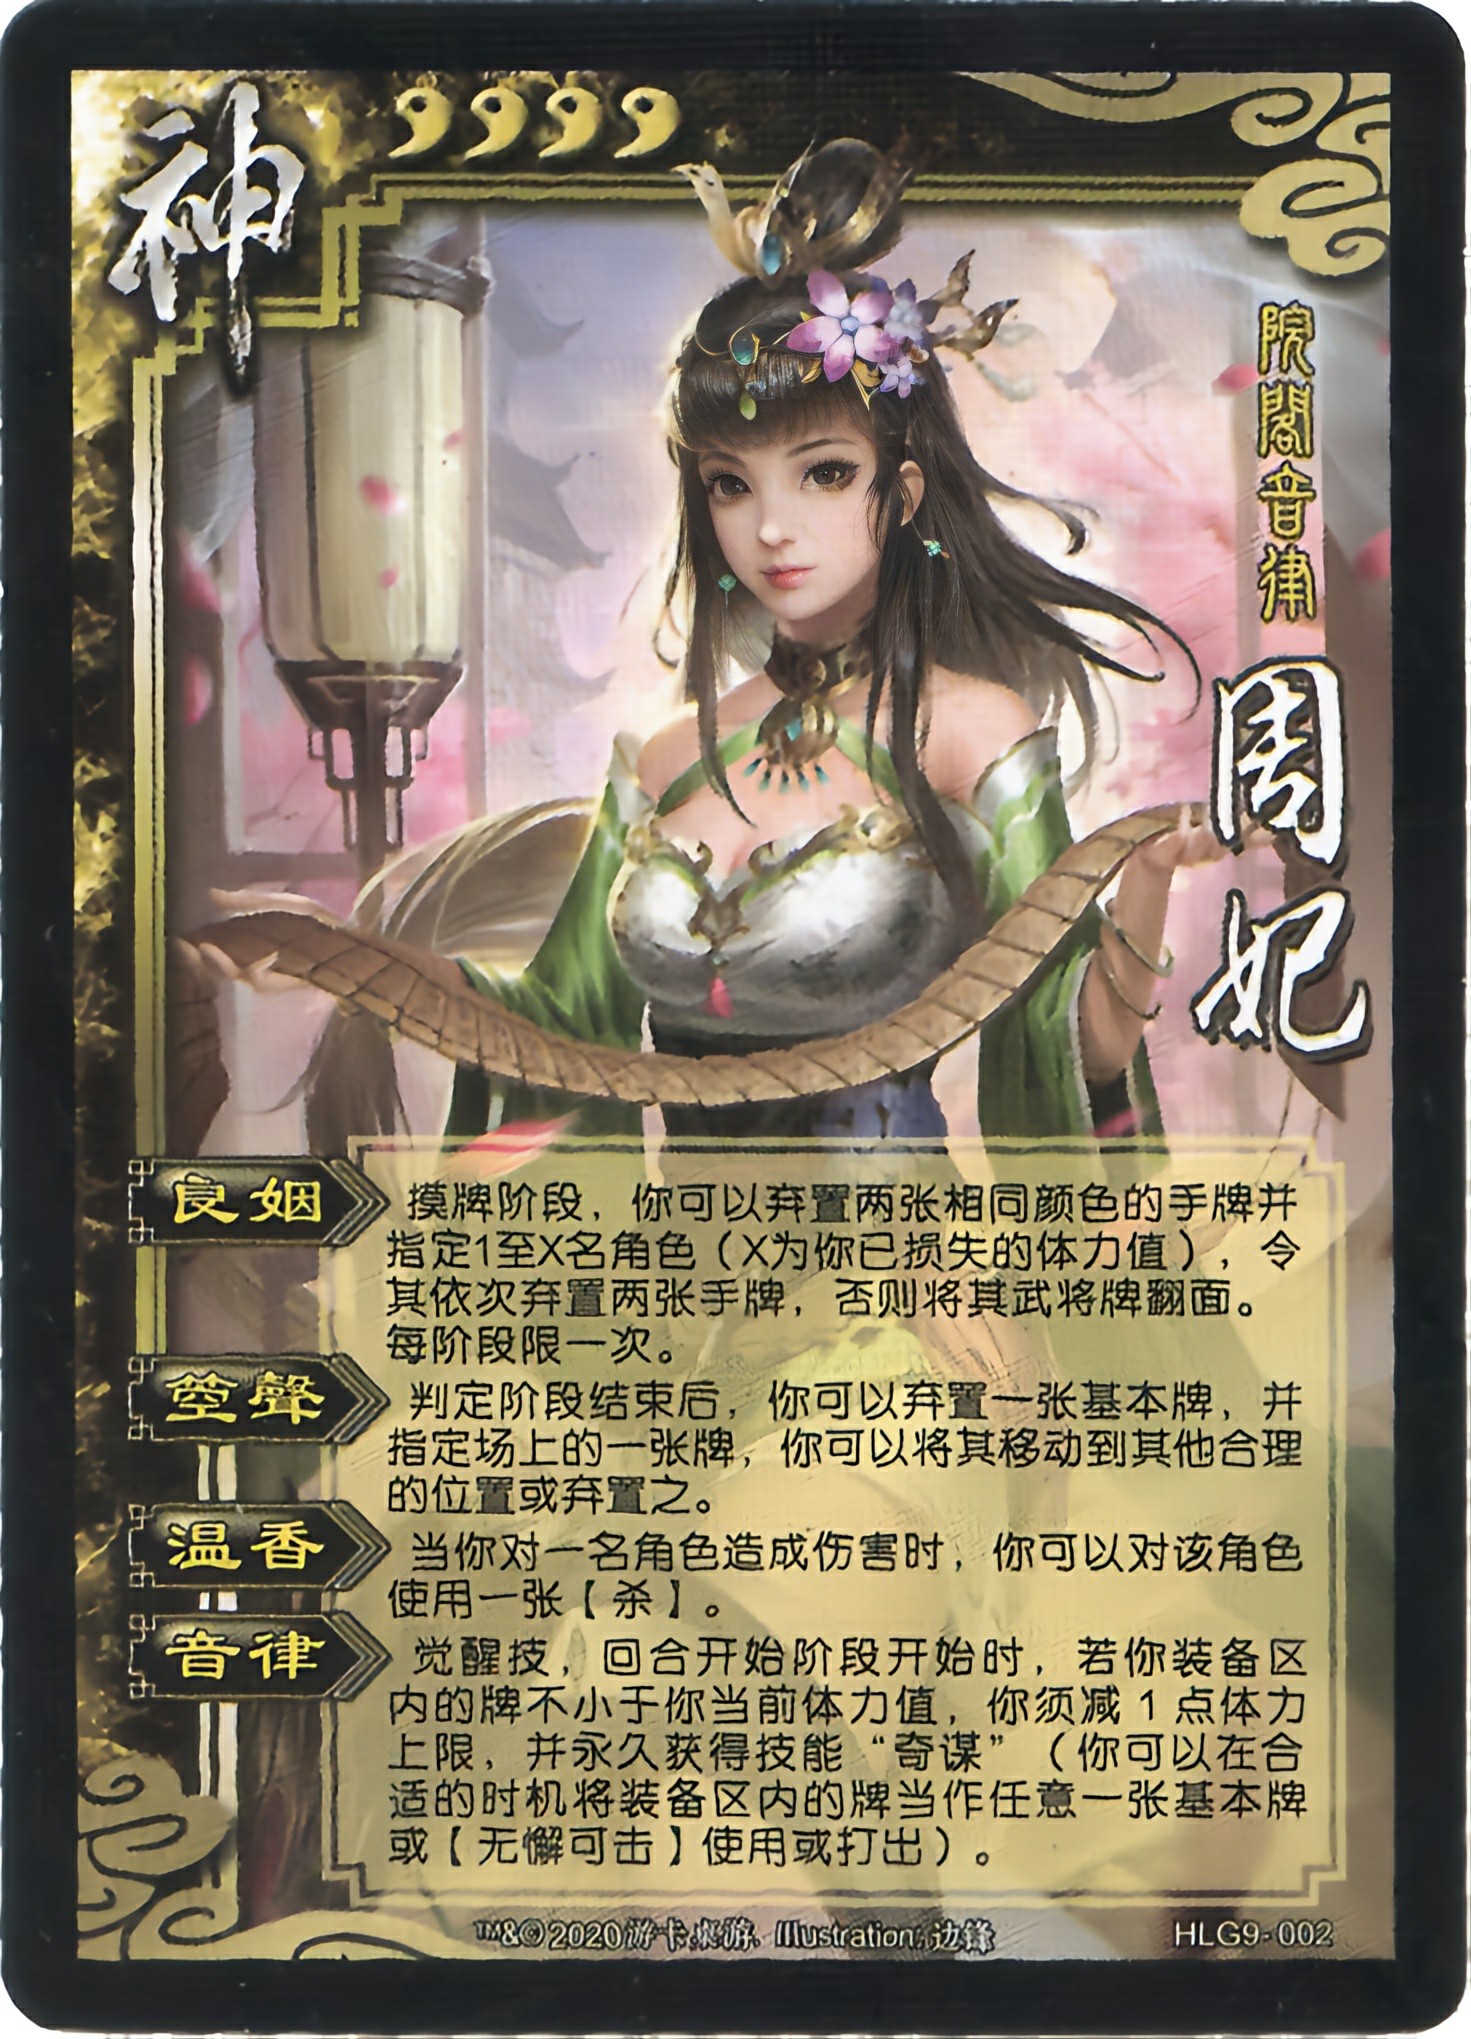 神
院閣音律
周妃
良姻
摸牌阶段，你可以弃置两张相同颜色的手牌并
指定1至X名角色（X为你已损失的体力值），令
其依次弃置两张手牌，否则将其武将牌翻面。
每阶段限一次。
箜聲
判定阶段结束后，你可以弃置一张基本牌，并
指定场上的一张牌，你可以将其移动到其他合理
的位置或弃置之。
温香
当你对一名角色造成伤害时，你可以对该角色
使用一张【杀】。
音律
觉醒技，回合开始阶段开始时，若你装备区
内的牌不小于你当前体力值，你须减1点体力
上限，并永久获得技能“奇谋”（你可以在合
适的时机将装备区内的牌当作任意一张基本牌
或【无懈可击】使用或打出）。
™&©2020游卡桌游. Illustration: 边锋
HLG9-002